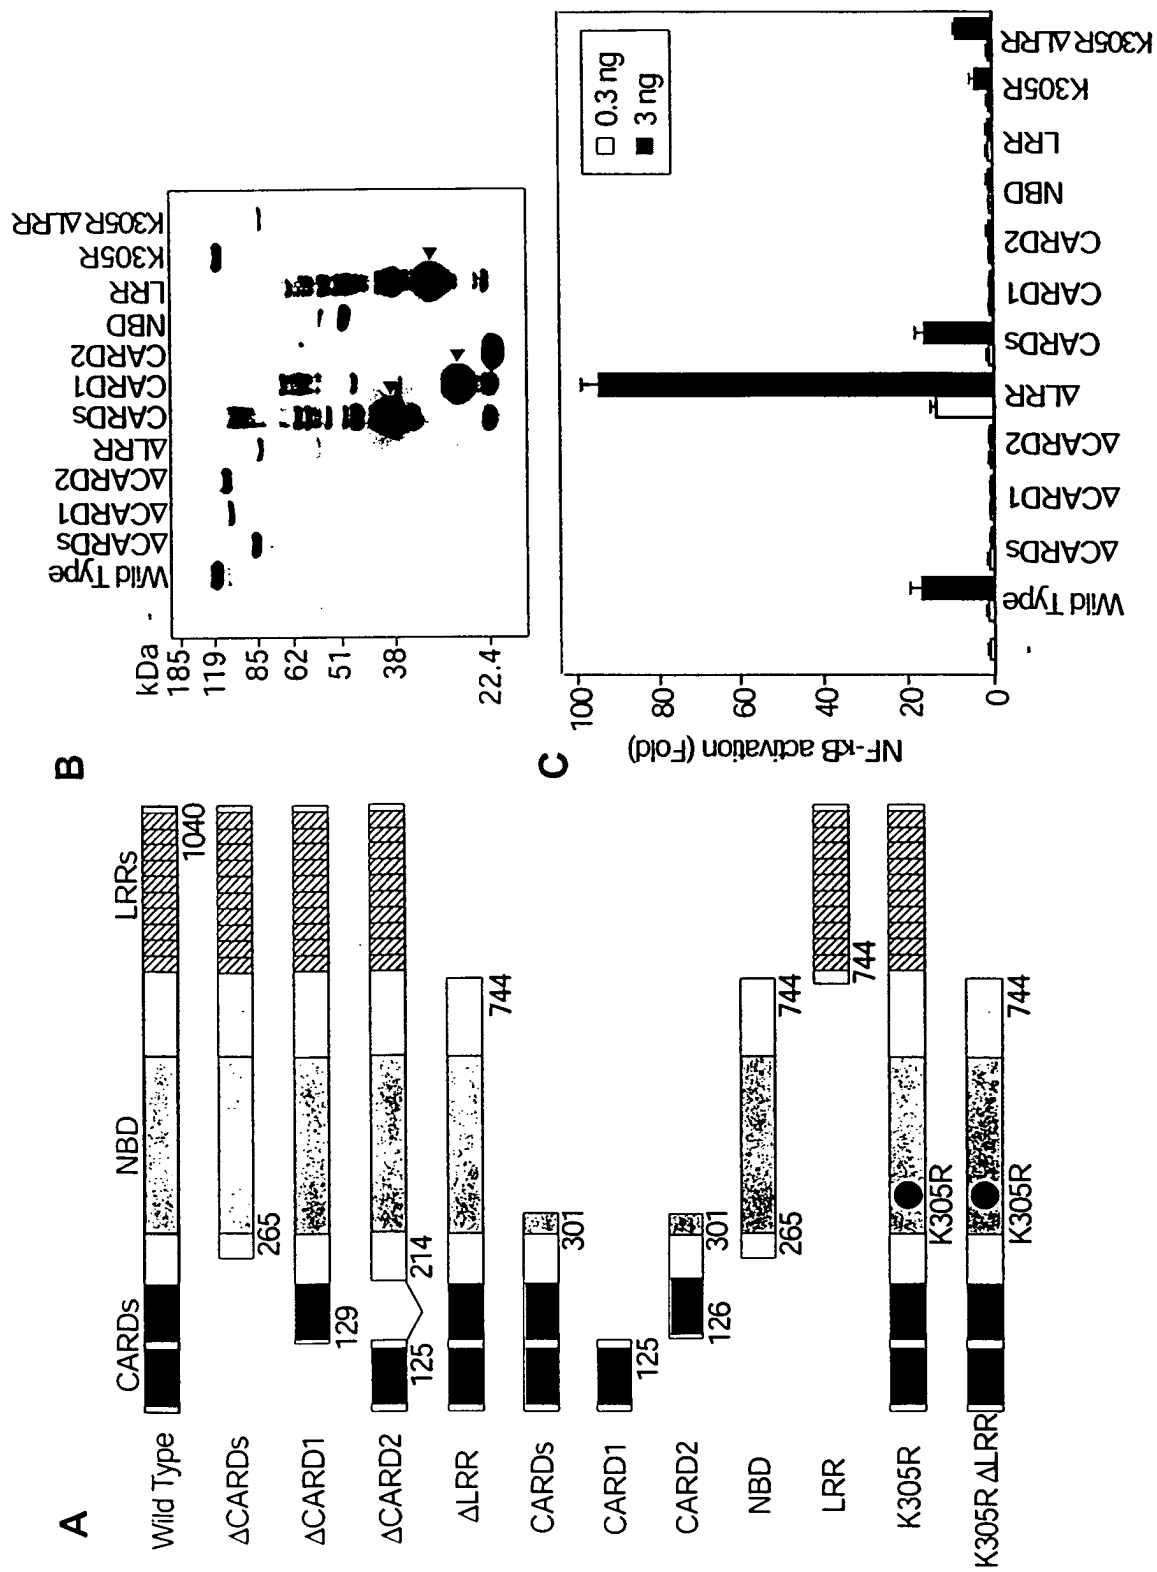 A
CARDs
NBD
LRRs
Wild Type
1040
ΔCARDs
265
ΔCARD1
129
ΔCARD2
125
214
ΔLRR
744
CARDs
301
CARD1
125
CARD2
126
301
NBD
265
744
LRR
744
K305R
K305R
K305R ΔLRR
K305R
744
B
kDa
185
119
85
62
51
38
22.4
-
Wild Type
ΔCARDs
ΔCARD1
ΔCARD2
ΔLRR
CARDs
CARD1
CARD2
NBD
LRR
K305R
K305RΔLRR
C
NF-κB activation (Fold)
100
80
60
40
20
0
0.3 ng
3 ng
-
Wild Type
ΔCARDs
ΔCARD1
ΔCARD2
ΔLRR
CARDs
CARD1
CARD2
NBD
LRR
K305R
K305RΔLRR